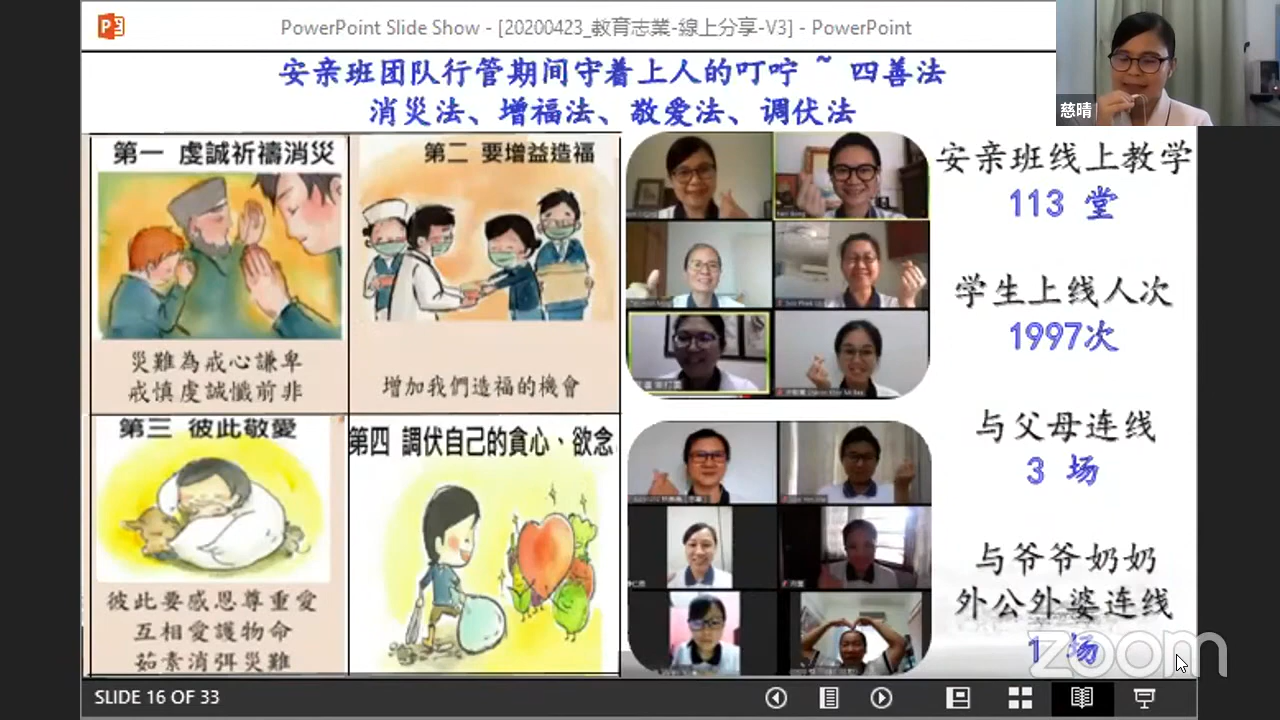 PowerPoint Slide Show - [20200423_教育志业-線上分享-V3] - PowerPoint
慈晴
安亲班团队行管期间守着上人的叮咛 ~ 四善法
消災法、增福法、敬爱法、调伏法
第一 虔誠祈禱消災
災難為戒心謙卑
戒慎虔誠懺前非
第二 要增益造福
增加我們造福的機會
第三 彼此敬愛
彼此要感恩尊重愛
互相愛護物命
茹素消弭災難
第四 調伏自己的貪心、欲念
安亲班线上教学
113 堂
学生上线人次
1997次
与父母连线
3 场
与爷爷奶奶
外公外婆连线
1 场
zoom
SLIDE 16 OF 33